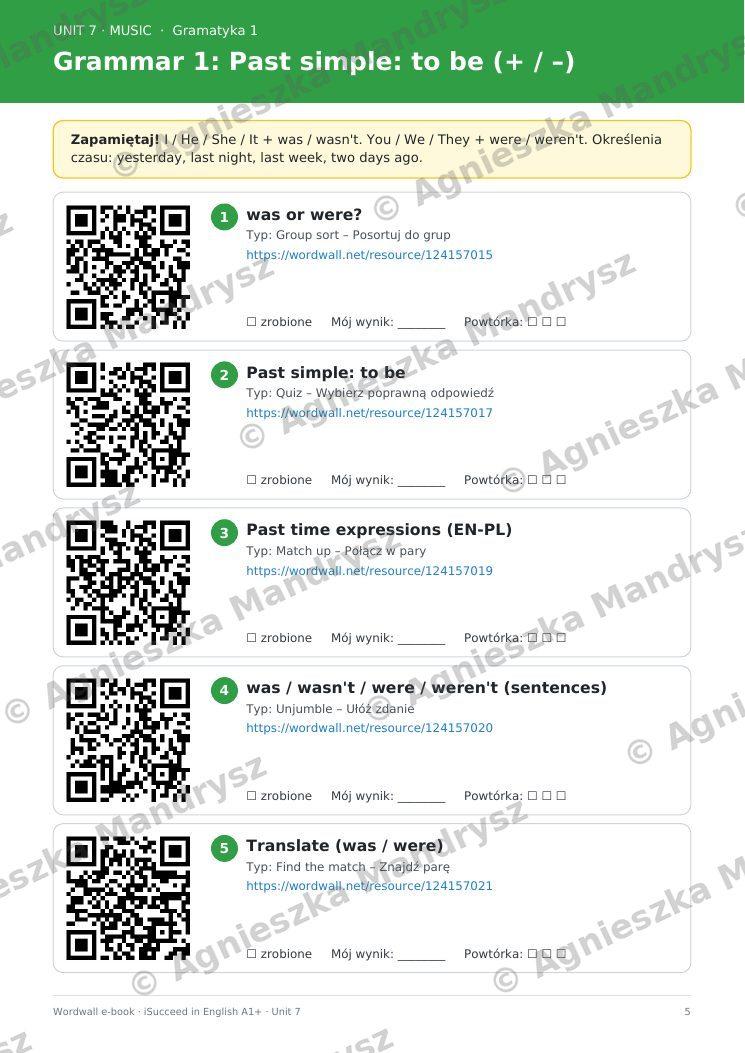 UNIT 7 · MUSIC · Gramatyka 1
Grammar 1: Past simple: to be (+ / –)
Zapamiętaj! I / He / She / It + was / wasn't. You / We / They + were / weren't. Określenia
czasu: yesterday, last night, last week, two days ago.
1 was or were?
Typ: Group sort – Posortuj do grup
https://wordwall.net/resource/124157015
☐ zrobione Mój wynik: ________ Powtórka: ☐ ☐ ☐
2 Past simple: to be
Typ: Quiz – Wybierz poprawną odpowiedź
https://wordwall.net/resource/124157017
☐ zrobione Mój wynik: ________ Powtórka: ☐ ☐ ☐
3 Past time expressions (EN-PL)
Typ: Match up – Połącz w pary
https://wordwall.net/resource/124157019
☐ zrobione Mój wynik: ________ Powtórka: ☐ ☐ ☐
4 was / wasn't / were / weren't (sentences)
Typ: Unjumble – Ułóż zdanie
https://wordwall.net/resource/124157020
☐ zrobione Mój wynik: ________ Powtórka: ☐ ☐ ☐
5 Translate (was / were)
Typ: Find the match – Znajdź parę
https://wordwall.net/resource/124157021
☐ zrobione Mój wynik: ________ Powtórka: ☐ ☐ ☐
Wordwall e-book · iSucceed in English A1+ · Unit 7 5
© Agnieszka Mandrysz